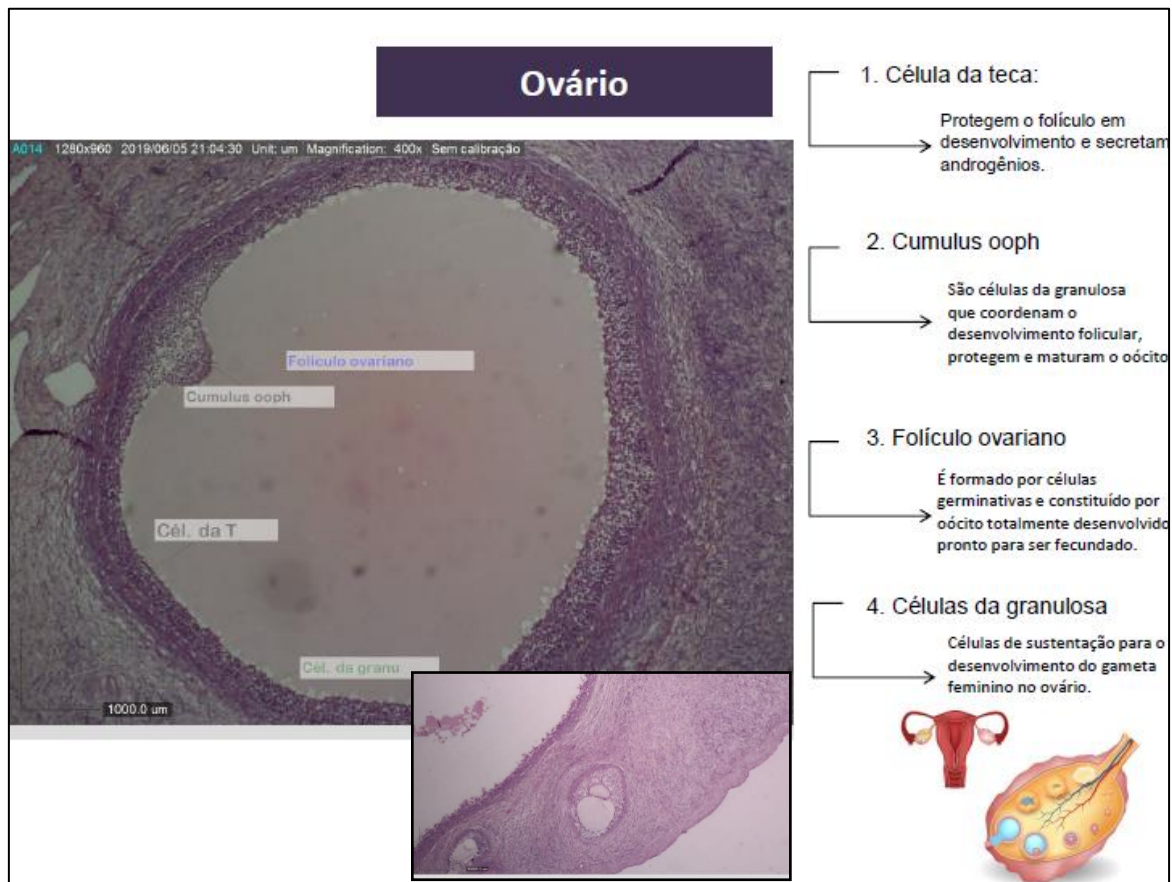 Ovário
A014 1280x960 2019/06/05 21:04:30 Unit: um Magnification: 400x Sem calibração
Folículo ovariano
Cumulus ooph
Cél. da T
Cél. da granu
1000.0 um
1. Célula da teca:
Protegem o folículo em
desenvolvimento e secretam
androgênios.
2. Cumulus ooph
São células da granulosa
que coordenam o
desenvolvimento folicular,
protegem e maturam o oócito
3. Folículo ovariano
É formado por células
germinativas e constituído por
oócito totalmente desenvolvido
pronto para ser fecundado.
4. Células da granulosa
Células de sustentação para o
desenvolvimento do gameta
feminino no ovário.